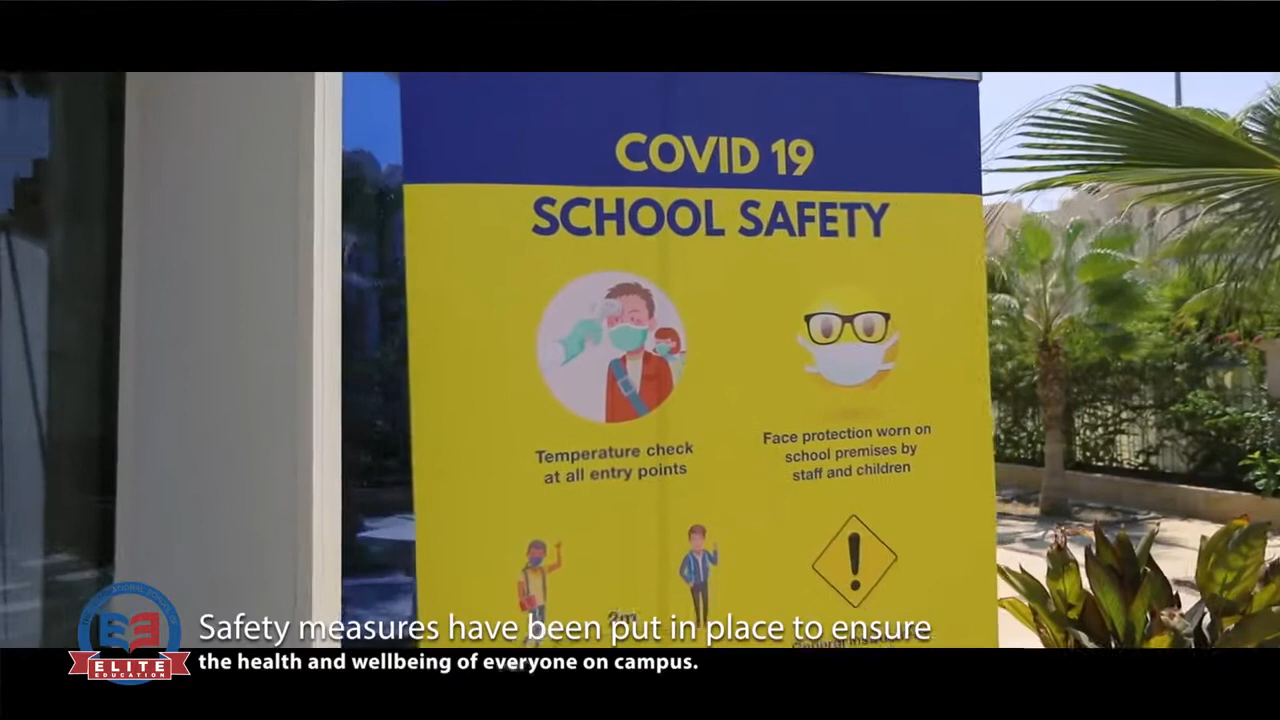 COVID 19
SCHOOL SAFETY
Temperature check
at all entry points
Face protection worn on
school premises by
staff and children
Safety measures have been put in place to ensure
the health and wellbeing of everyone on campus.
ELITE
EDUCATION